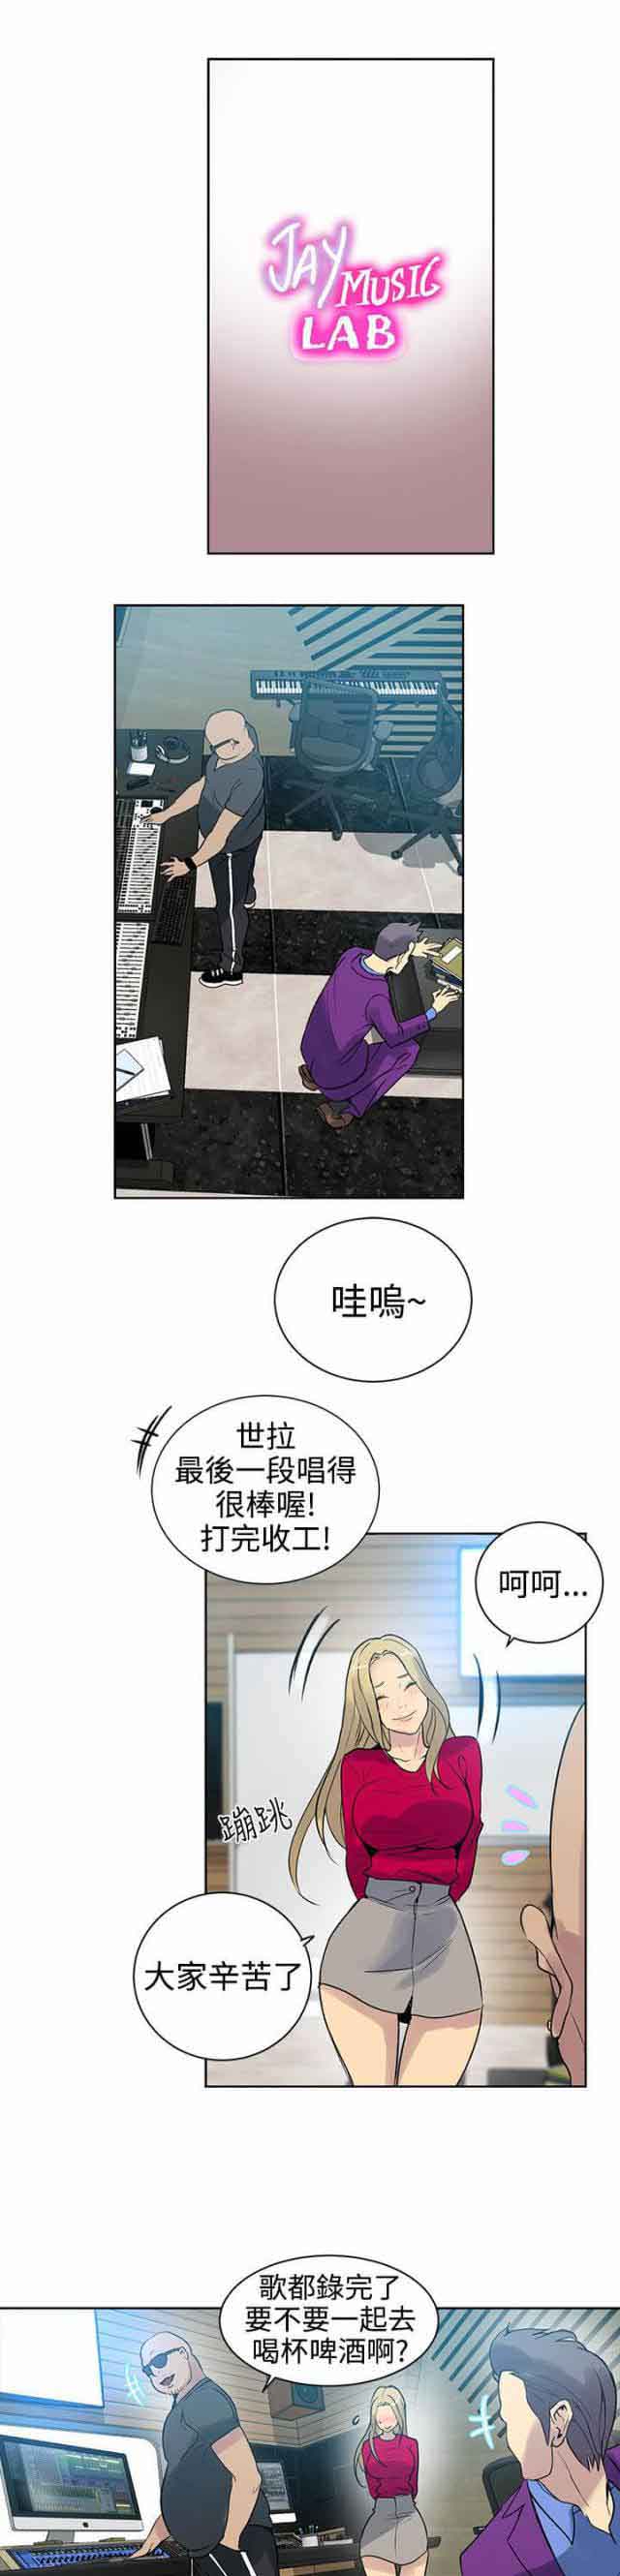 JAY
MUSIC
LAB
哇嗚~
世拉
最後一段唱得
很棒喔!
打完收工!
呵呵...
蹦跳
大家辛苦了
歌都錄完了
要不要一起去
喝杯啤酒啊?